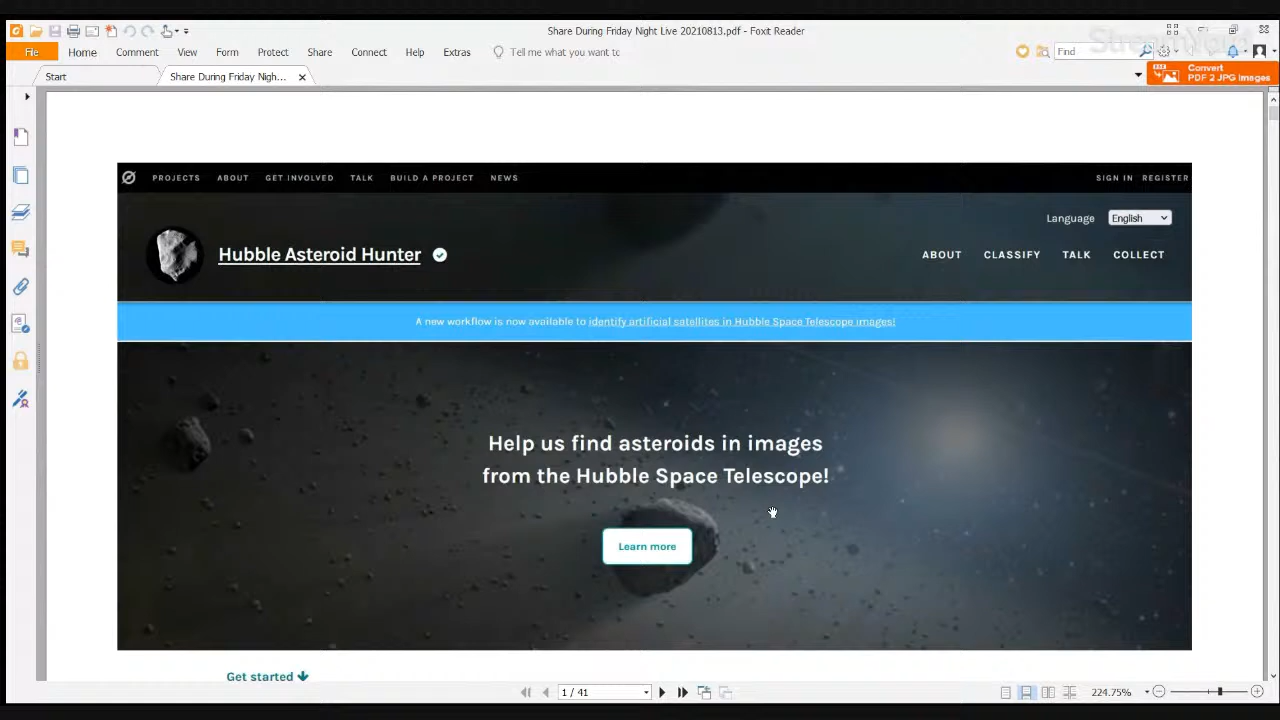 Share During Friday Night Live 20210813.pdf - Foxit Reader
File Home Comment View Form Protect Share Connect Help Extras Tell me what you want tc Find
Start Share During Friday Nigh...
Convert
PDF 2 JPG Images
PROJECTS ABOUT GET INVOLVED TALK BUILD A PROJECT NEWS SIGN IN REGISTER
Language English
Hubble Asteroid Hunter ABOUT CLASSIFY TALK COLLECT
A new workflow is now available to identify artificial satellites in Hubble Space Telescope images!
Help us find asteroids in images
from the Hubble Space Telescope!
Learn more
Get started
1 / 41 224.75%